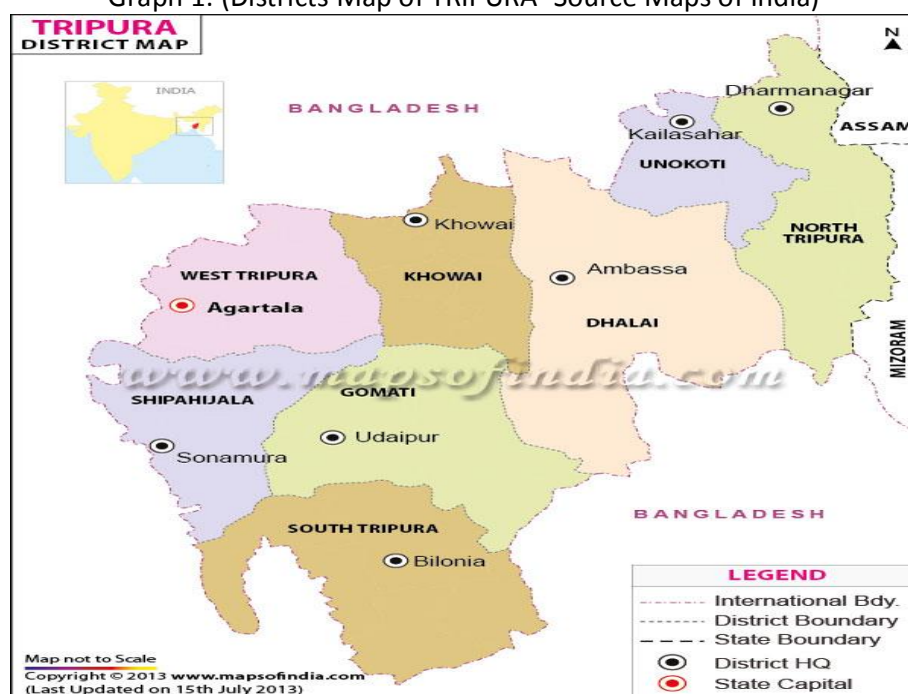 Graph 1: (Districts Map of TRIPURA- Source Maps of India)
TRIPURA
DISTRICT MAP
N
INDIA
BANGLADESH
Dharmanagar
ASSAM
Kailasahar
UNOKOTI
NORTH
TRIPURA
Khowai
KHOWAI
WEST TRIPURA
Agartala
Ambassa
DHALAI
MIZORAM
www.mapsofindia.com
SHIPAHIJALA
GOMATI
Sonamura
Udaipur
BANGLADESH
SOUTH TRIPURA
Bilonia
LEGEND
International Bdy.
District Boundary
State Boundary
District HQ
State Capital
Map not to Scale
Copyright © 2013 www.mapsofindia.com
(Last Updated on 15th July 2013)